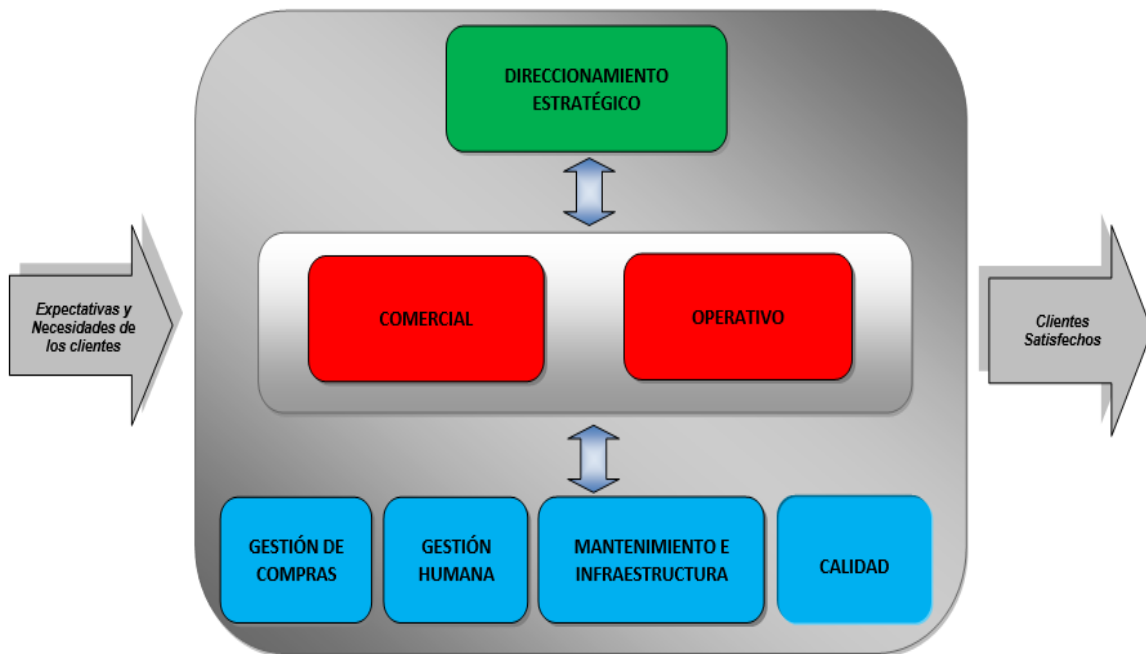 DIRECCIONAMIENTO
ESTRATÉGICO
Expectativas y
Necesidades de
los clientes
COMERCIAL
OPERATIVO
Clientes
Satisfechos
GESTIÓN DE
COMPRAS
GESTIÓN
HUMANA
MANTENIMIENTO E
INFRAESTRUCTURA
CALIDAD